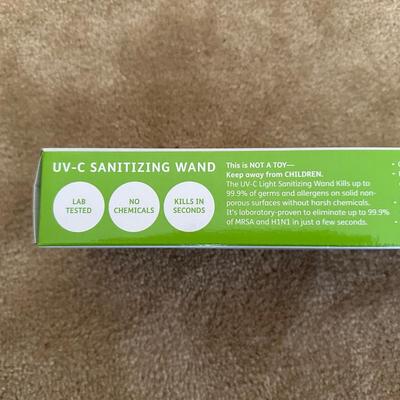 UV-C SANITIZING WAND
LAB
TESTED
NO
CHEMICALS
KILLS IN
SECONDS
This is NOT A TOY—
Keep away from CHILDREN.
The UV-C Light Sanitizing Wand Kills up to
99.9% of germs and allergens on solid non-
porous surfaces without harsh chemicals.
It's laboratory-proven to eliminate up to 99.9%
of MRSA and H1N1 in just a few seconds.